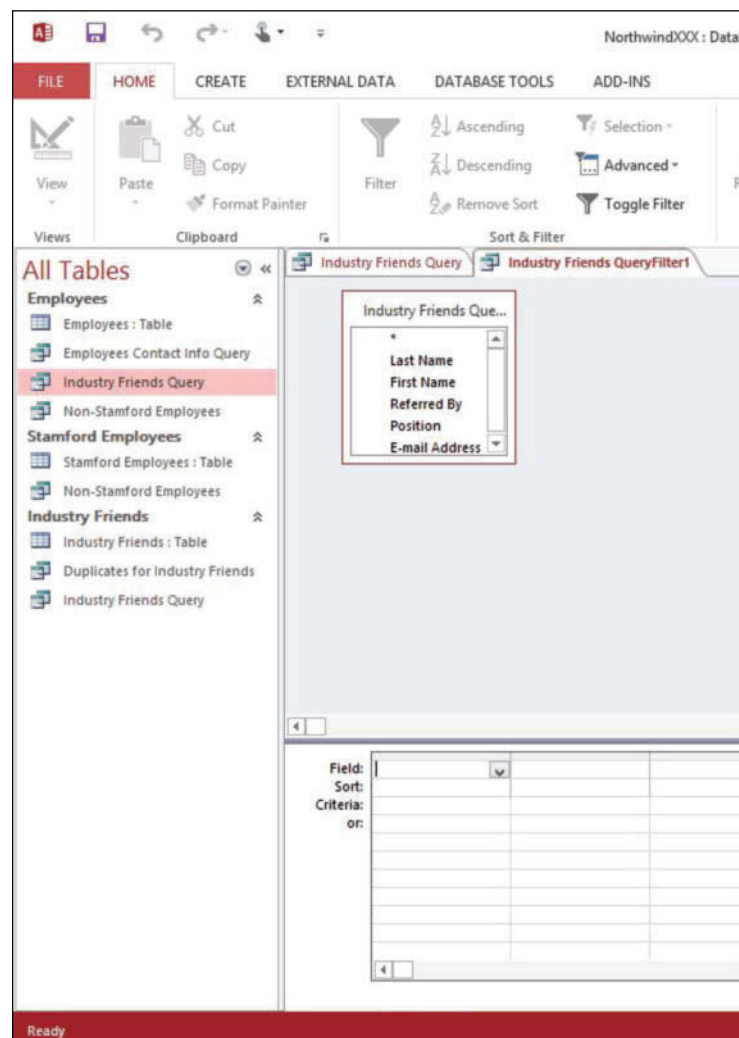 NorthwindXXX : Data
FILE HOME CREATE EXTERNAL DATA DATABASE TOOLS ADD-INS
View
Views
Paste
Cut
Copy
Format Painter
Clipboard
Filter
Ascending
Descending
Remove Sort
Selection
Advanced
Toggle Filter
Sort & Filter
All Tables
Employees
Employees : Table
Employees Contact Info Query
Industry Friends Query
Non-Stamford Employees
Stamford Employees
Stamford Employees : Table
Non-Stamford Employees
Industry Friends
Industry Friends : Table
Duplicates for Industry Friends
Industry Friends Query
Industry Friends Query Industry Friends QueryFilter1
Industry Friends Que...
*
Last Name
First Name
Referred By
Position
E-mail Address
Field:
Sort:
Criteria:
or:
Ready